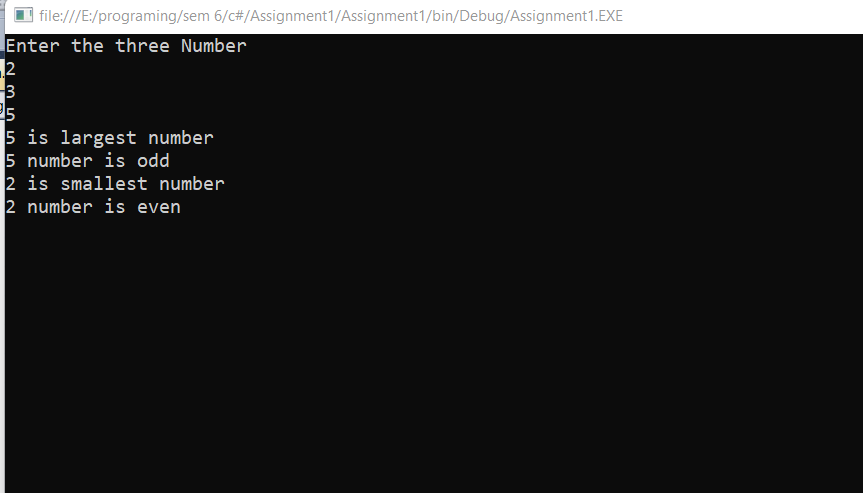 file:///E:/programing/sem 6/c#/Assignment1/Assignment1/bin/Debug/Assignment1.EXE
Enter the three Number
2
3
5
5 is largest number
5 number is odd
2 is smallest number
2 number is even